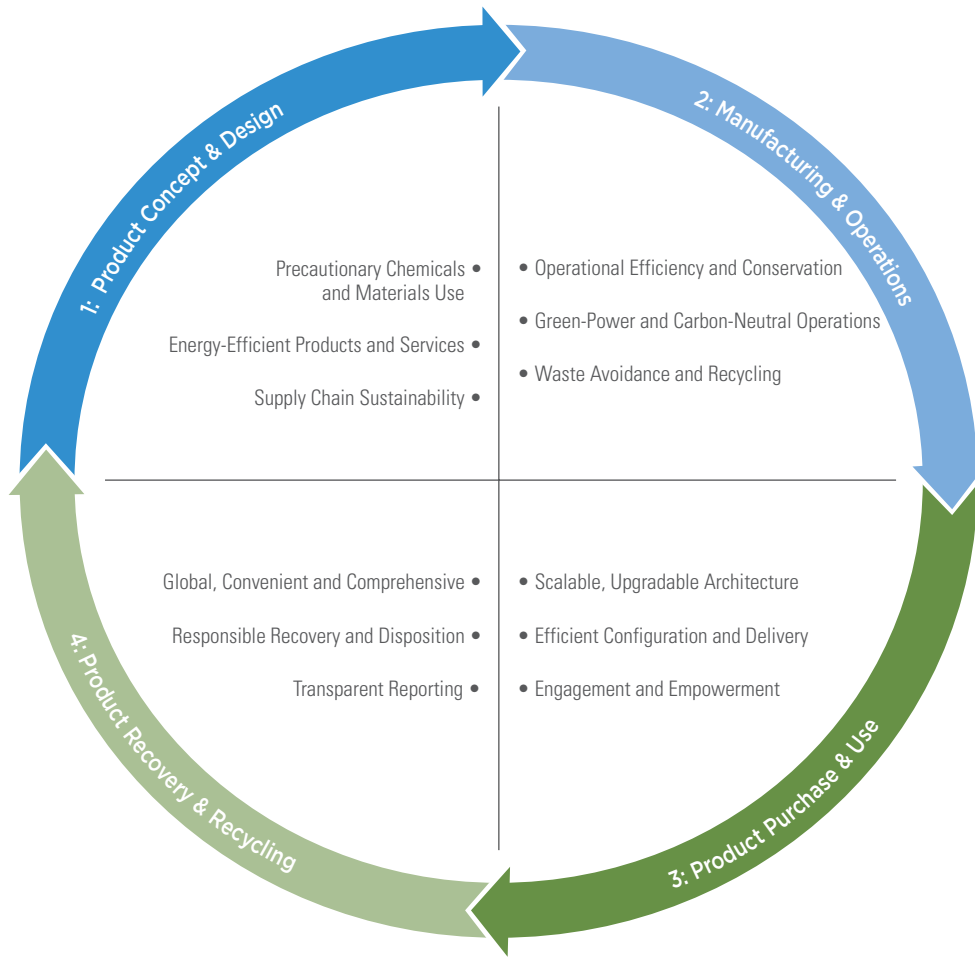 1: Product Concept & Design
Precautionary Chemicals •
and Materials Use
Energy-Efficient Products and Services •
Supply Chain Sustainability •
2: Manufacturing & Operations
• Operational Efficiency and Conservation
• Green-Power and Carbon-Neutral Operations
• Waste Avoidance and Recycling
3: Product Purchase & Use
• Scalable, Upgradable Architecture
• Efficient Configuration and Delivery
• Engagement and Empowerment
4: Product Recovery & Recycling
Global, Convenient and Comprehensive •
Responsible Recovery and Disposition •
Transparent Reporting •